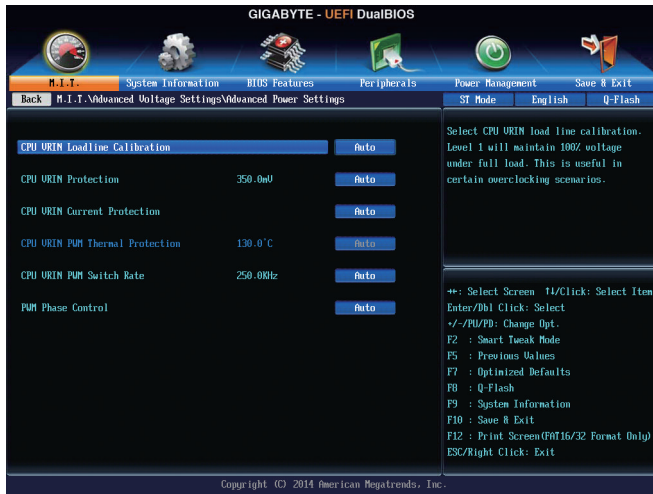 GIGABYTE - UEFI DualBIOS
M.I.T. System Information BIOS Features Peripherals Power Management Save & Exit
Back M.I.T.\Advanced Voltage Settings\Advanced Power Settings ST Mode English Q-Flash
CPU VRIN Loadline Calibration Auto
CPU VRIN Protection 350.0mV Auto
CPU VRIN Current Protection Auto
CPU VRIN PWM Thermal Protection 130.0°C Auto
CPU VRIN PWM Switch Rate 250.0KHz Auto
PWM Phase Control Auto
Select CPU VRIN load line calibration.
Level 1 will maintain 100% voltage
under full load. This is useful in
certain overclocking scenarios.
→←: Select Screen ↑↓/Click: Select Item
Enter/Dbl Click: Select
+/-/PU/PD: Change Opt.
F2 : Smart Tweak Mode
F5 : Previous Values
F7 : Optimized Defaults
F8 : Q-Flash
F9 : System Information
F10 : Save & Exit
F12 : Print Screen(FAT16/32 Format Only)
ESC/Right Click: Exit
Copyright (C) 2014 American Megatrends, Inc.